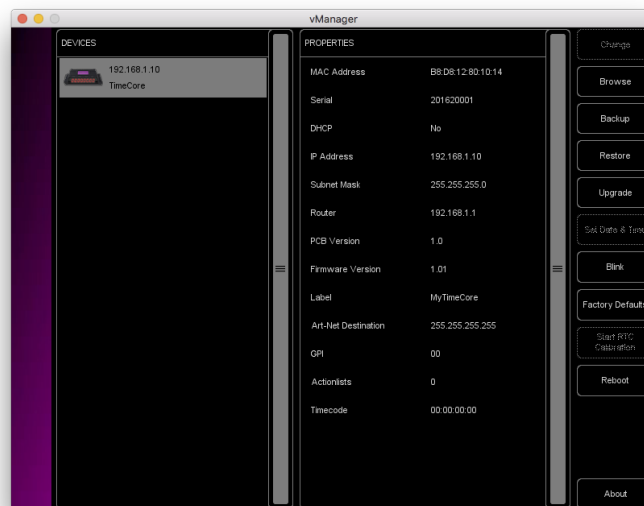 vManager
DEVICES
192.168.1.10
TimeCore
PROPERTIES
MAC Address B8:D8:12:80:10:14
Serial 201620001
DHCP No
IP Address 192.168.1.10
Subnet Mask 255.255.255.0
Router 192.168.1.1
PCB Version 1.0
Firmware Version 1.01
Label MyTimeCore
Art-Net Destination 255.255.255.255
GPI 00
Actionlists 0
Timecode 00:00:00:00
Change
Browse
Backup
Restore
Upgrade
Set Date & Time
Blink
Factory Defaults
Start RTC
Calibration
Reboot
About